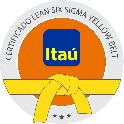 CERTIFICADO LEAN SIX SIGMA YELLOW BELT
Itaú